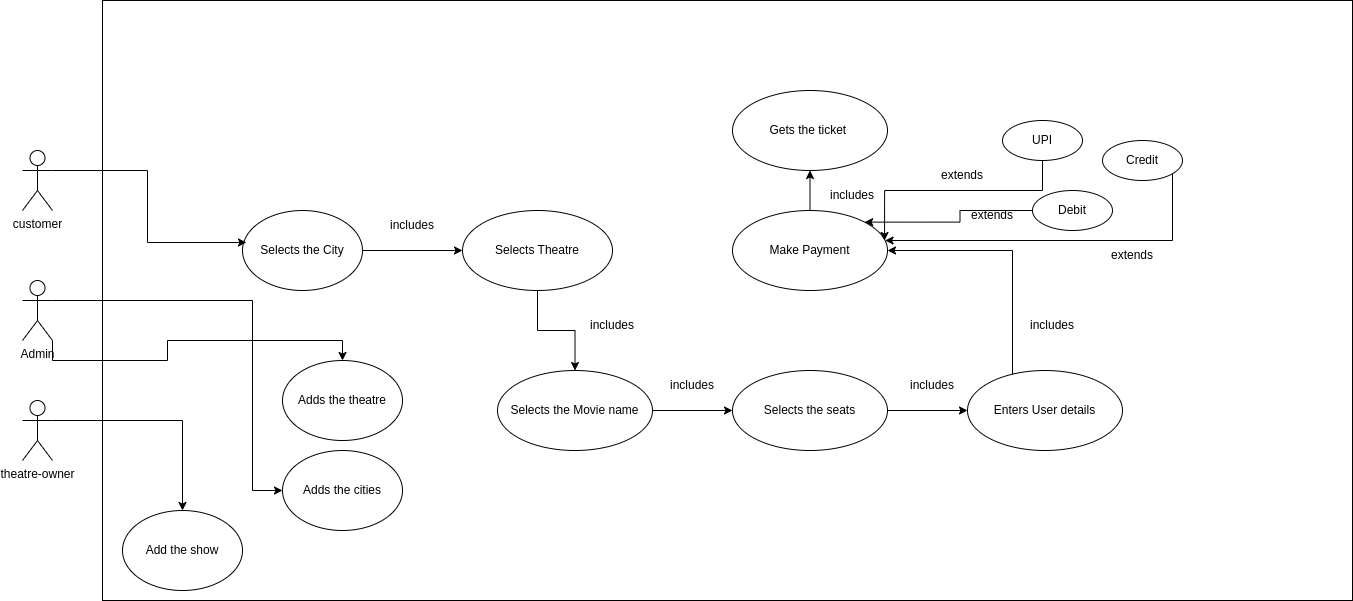 Gets the ticket
UPI
Credit
extends
includes
Debit
extends
customer
includes
Selects the City
Selects Theatre
Make Payment
extends
includes
includes
Admin
includes
includes
Adds the theatre
Selects the Movie name
Selects the seats
Enters User details
theatre-owner
Adds the cities
Add the show